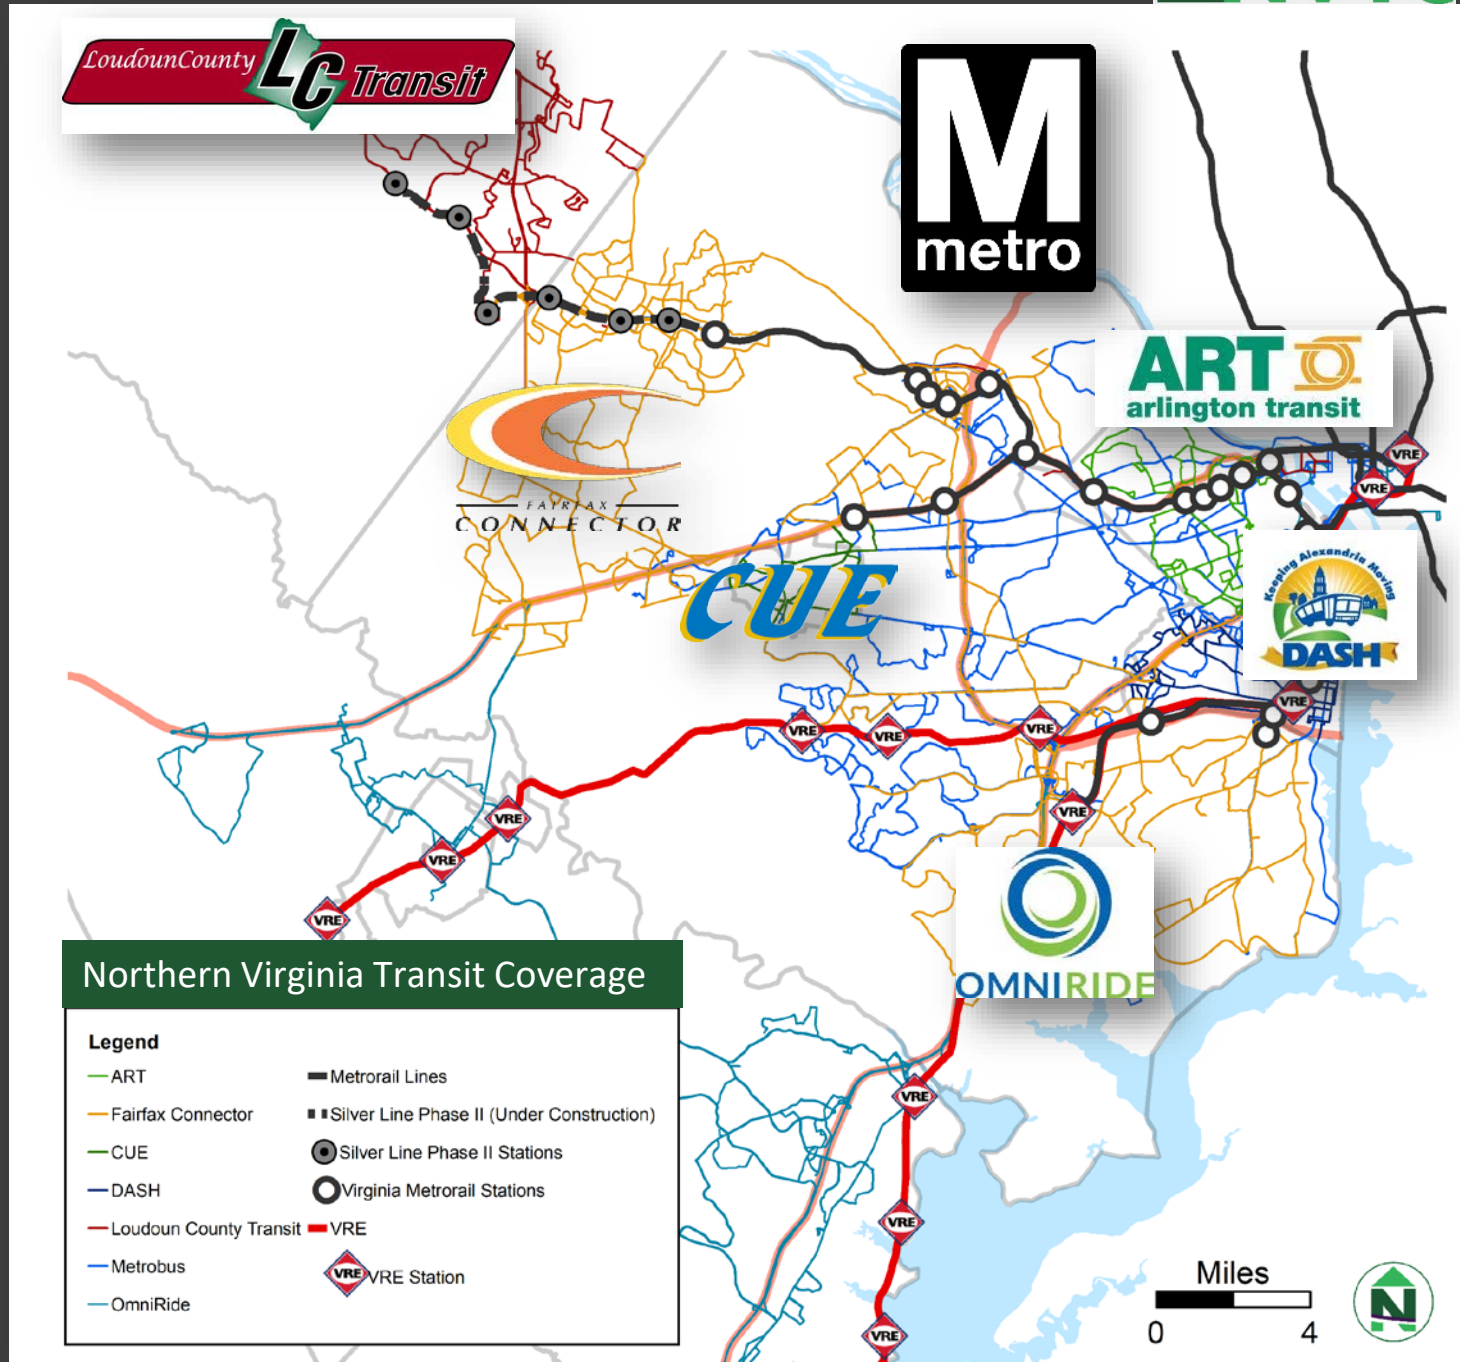 LoudounCounty LC Transit
M
metro
ART
arlington transit
VRE
VRE
FAIRFAX
CONNECTOR
Keeping Alexandria Moving
DASH
CUE
VRE
VRE
VRE
VRE
VRE
VRE
VRE
VRE
OMNIRIDE
Northern Virginia Transit Coverage
Legend
ART
Fairfax Connector
CUE
DASH
Loudoun County Transit
Metrobus
OmniRide
Metrorail Lines
Silver Line Phase II (Under Construction)
Silver Line Phase II Stations
Virginia Metrorail Stations
VRE
VRE VRE Station
VRE
VRE
VRE
Miles
0 4
N